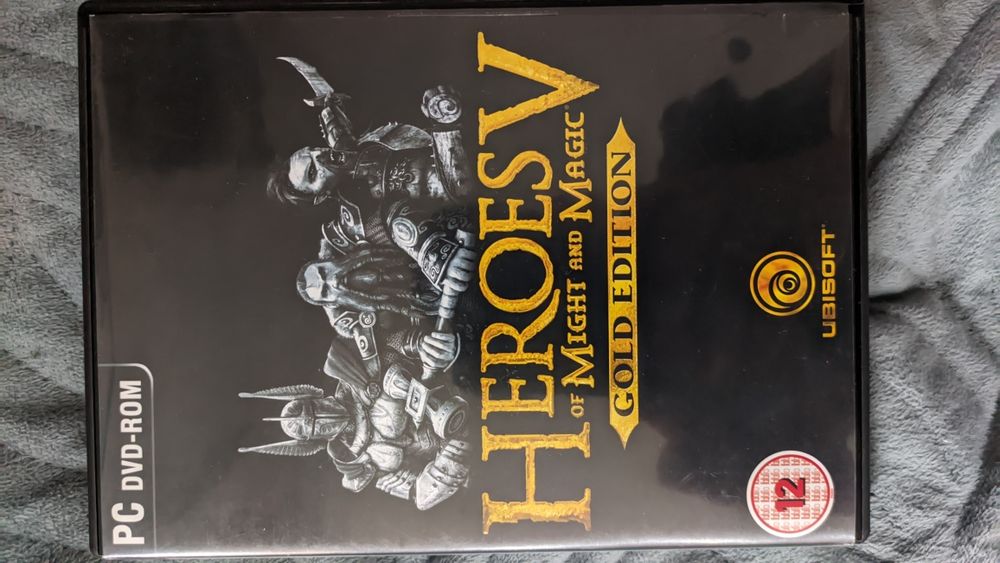 PC DVD-ROM
HEROES V
OF MIGHT AND MAGIC®
GOLD EDITION
12
UBISOFT